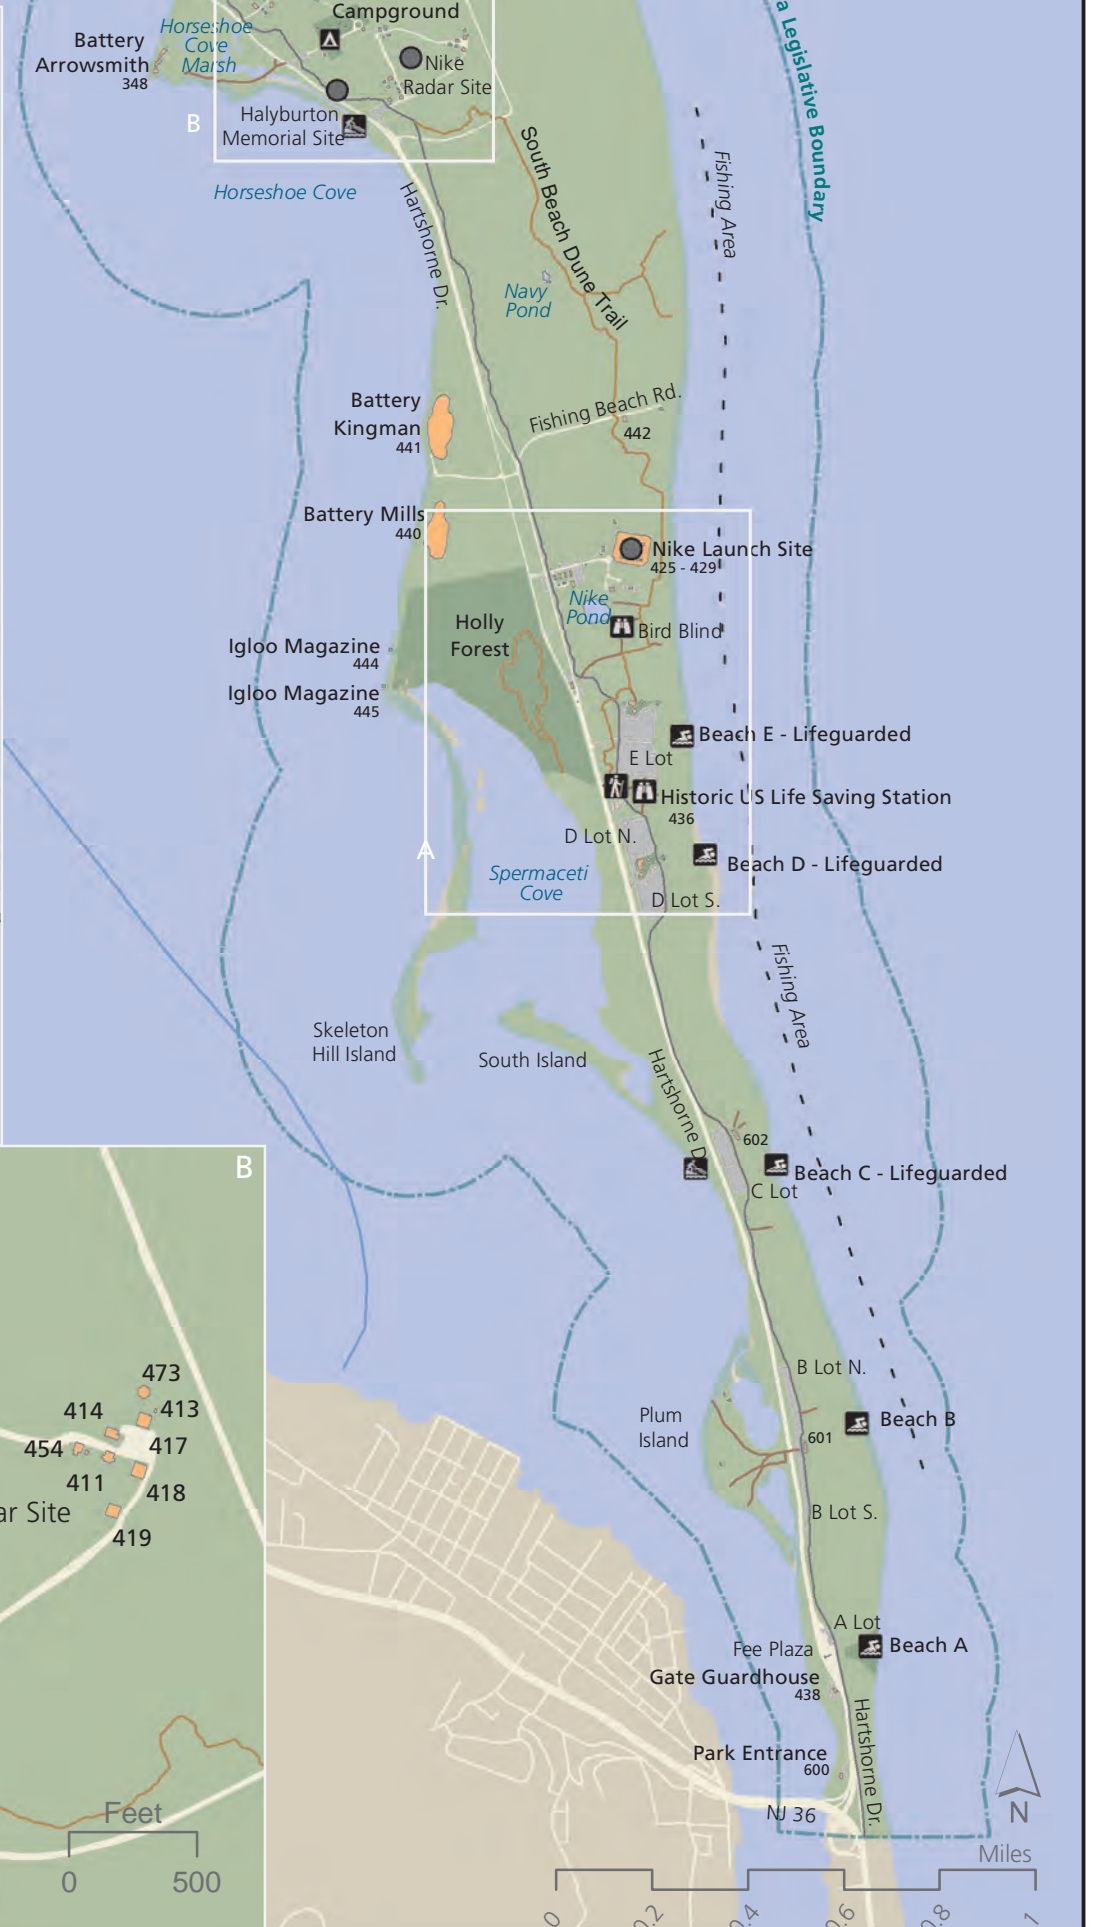 Campground
Battery
Arrowsmith
348
Horseshoe
Cove
Marsh
Nike
Radar Site
Halyburton
Memorial Site
B
Horseshoe Cove
Hartshorne Dr.
South Beach Dune Trail
Fishing Area
a Legislative Boundary
Navy
Pond
Battery
Kingman
441
Fishing Beach Rd.
442
Battery Mills
440
Nike Launch Site
425 - 429
Nike
Pond
Bird Blind
Holly
Forest
Igloo Magazine
444
Igloo Magazine
445
Beach E - Lifeguarded
E Lot
Historic US Life Saving Station
436
D Lot N.
A
Beach D - Lifeguarded
Spermaceti
Cove
D Lot S.
Fishing Area
Skeleton
Hill Island
South Island
Hartshorne D
602
Beach C - Lifeguarded
C Lot
B
B Lot N.
Plum
Island
Beach B
601
B Lot S.
473
414
413
454
417
411
418
ar Site
419
A Lot
Fee Plaza
Beach A
Gate Guardhouse
438
Hartshorne Dr.
Park Entrance
600
NJ 36
N
Feet
0
500
Miles
0
0.2
0.4
0.6
0.8
1